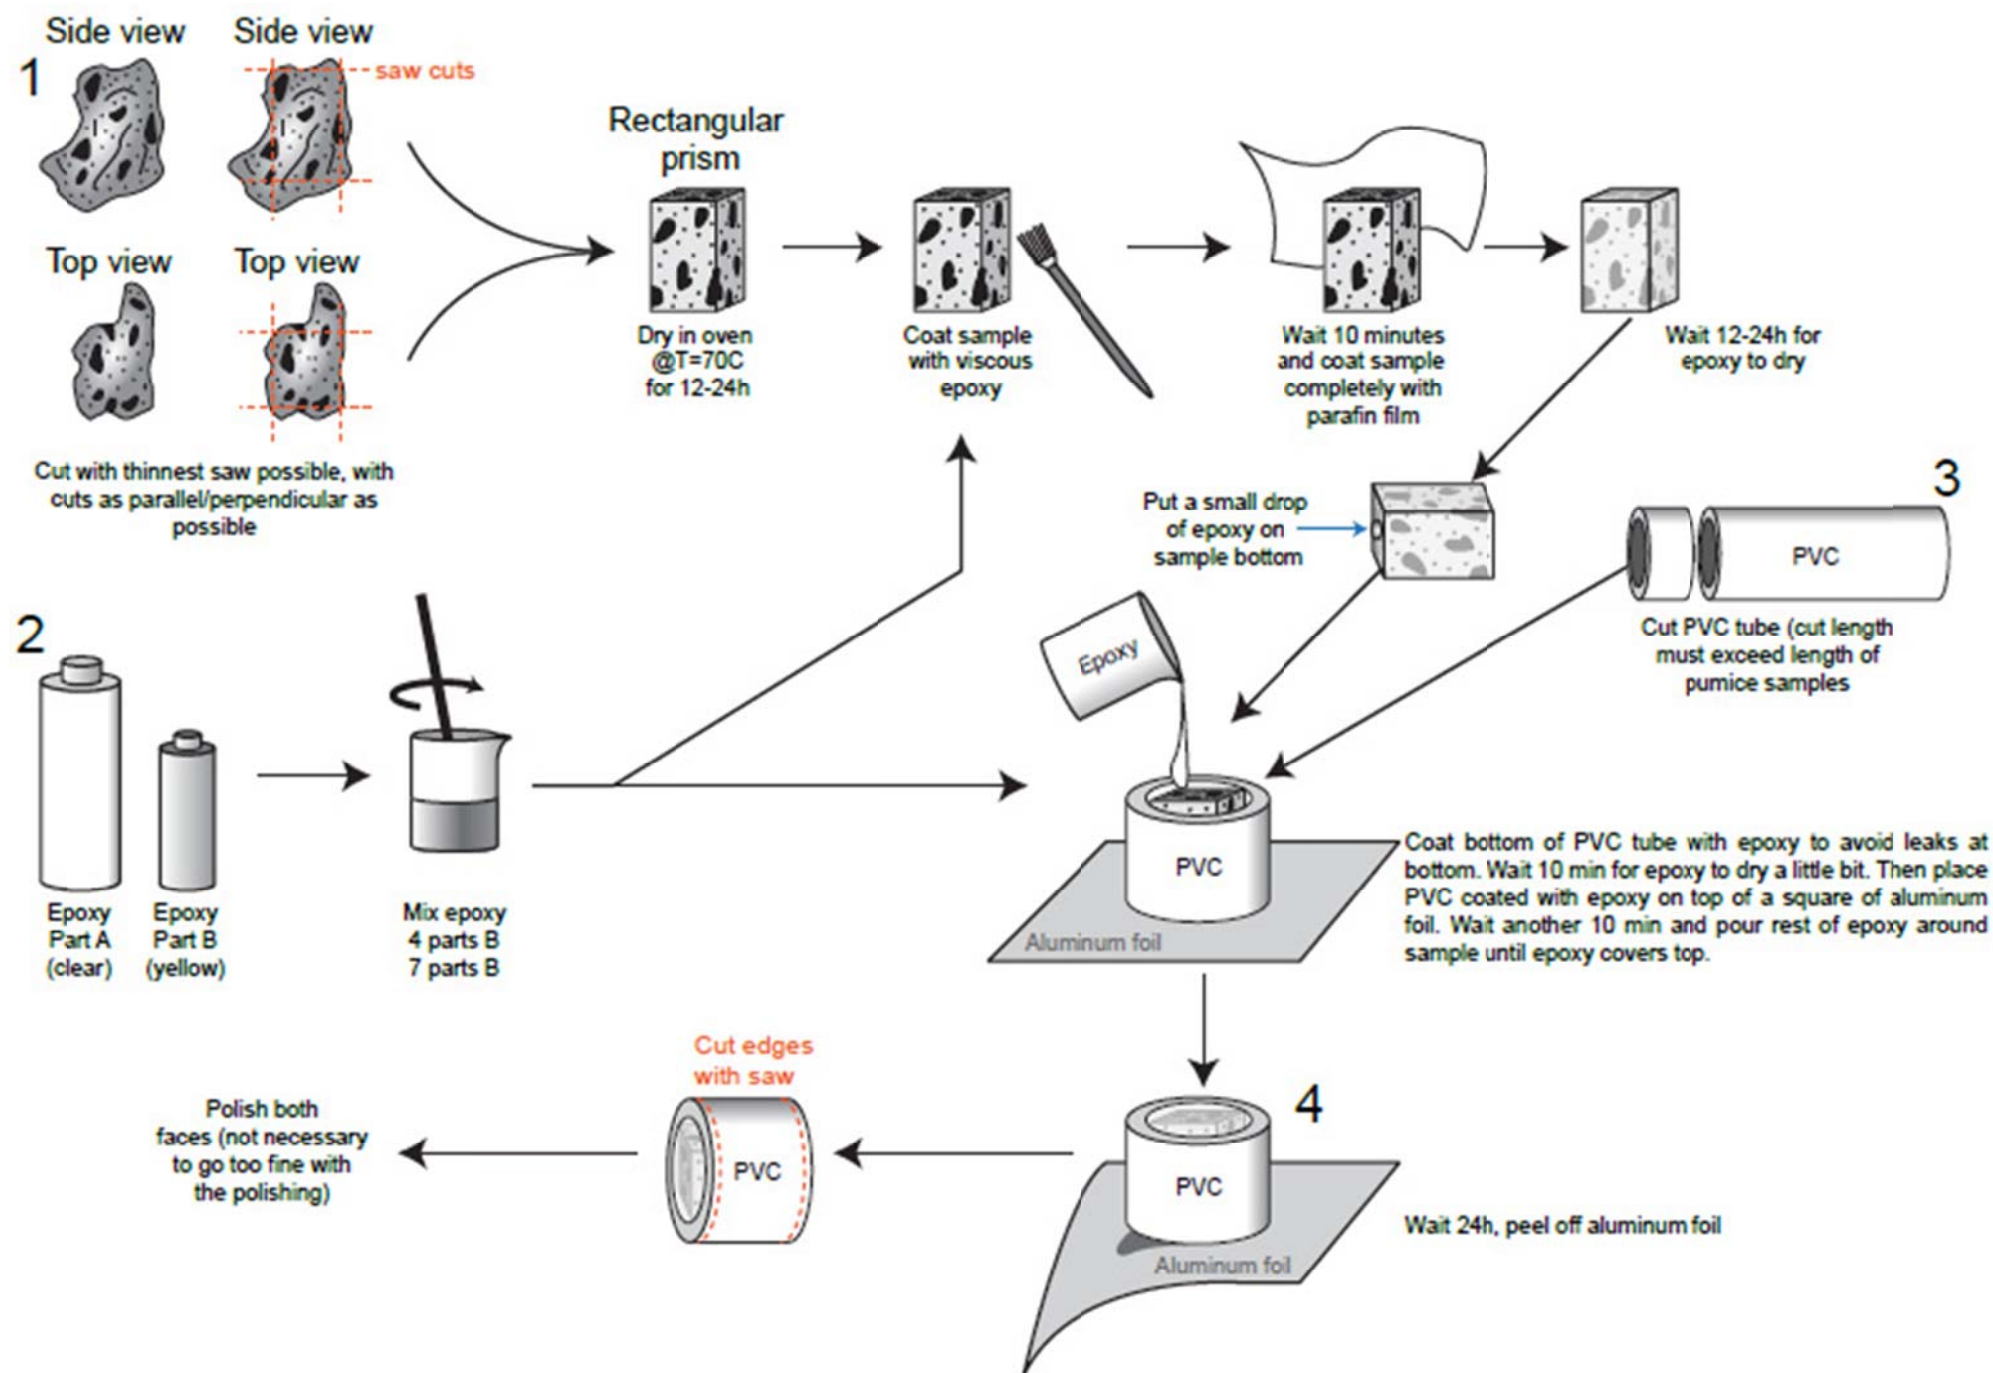 Side view
Side view
1
saw cuts
Top view
Top view
Cut with thinnest saw possible, with
cuts as parallel/perpendicular as
possible
Rectangular
prism
Dry in oven
@T=70C
for 12-24h
Coat sample
with viscous
epoxy
Wait 10 minutes
and coat sample
completely with
parafin film
Wait 12-24h for
epoxy to dry
Put a small drop
of epoxy on
sample bottom
2
Epoxy
Part A
(clear)
Epoxy
Part B
(yellow)
Mix epoxy
4 parts B
7 parts B
3
PVC
Cut PVC tube (cut length
must exceed length of
pumice samples
Epoxy
PVC
Aluminum foil
Coat bottom of PVC tube with epoxy to avoid leaks at
bottom. Wait 10 min for epoxy to dry a little bit. Then place
PVC coated with epoxy on top of a square of aluminum
foil. Wait another 10 min and pour rest of epoxy around
sample until epoxy covers top.
4
PVC
Aluminum foil
Wait 24h, peel off aluminum foil
Cut edges
with saw
PVC
Polish both
faces (not necessary
to go too fine with
the polishing)